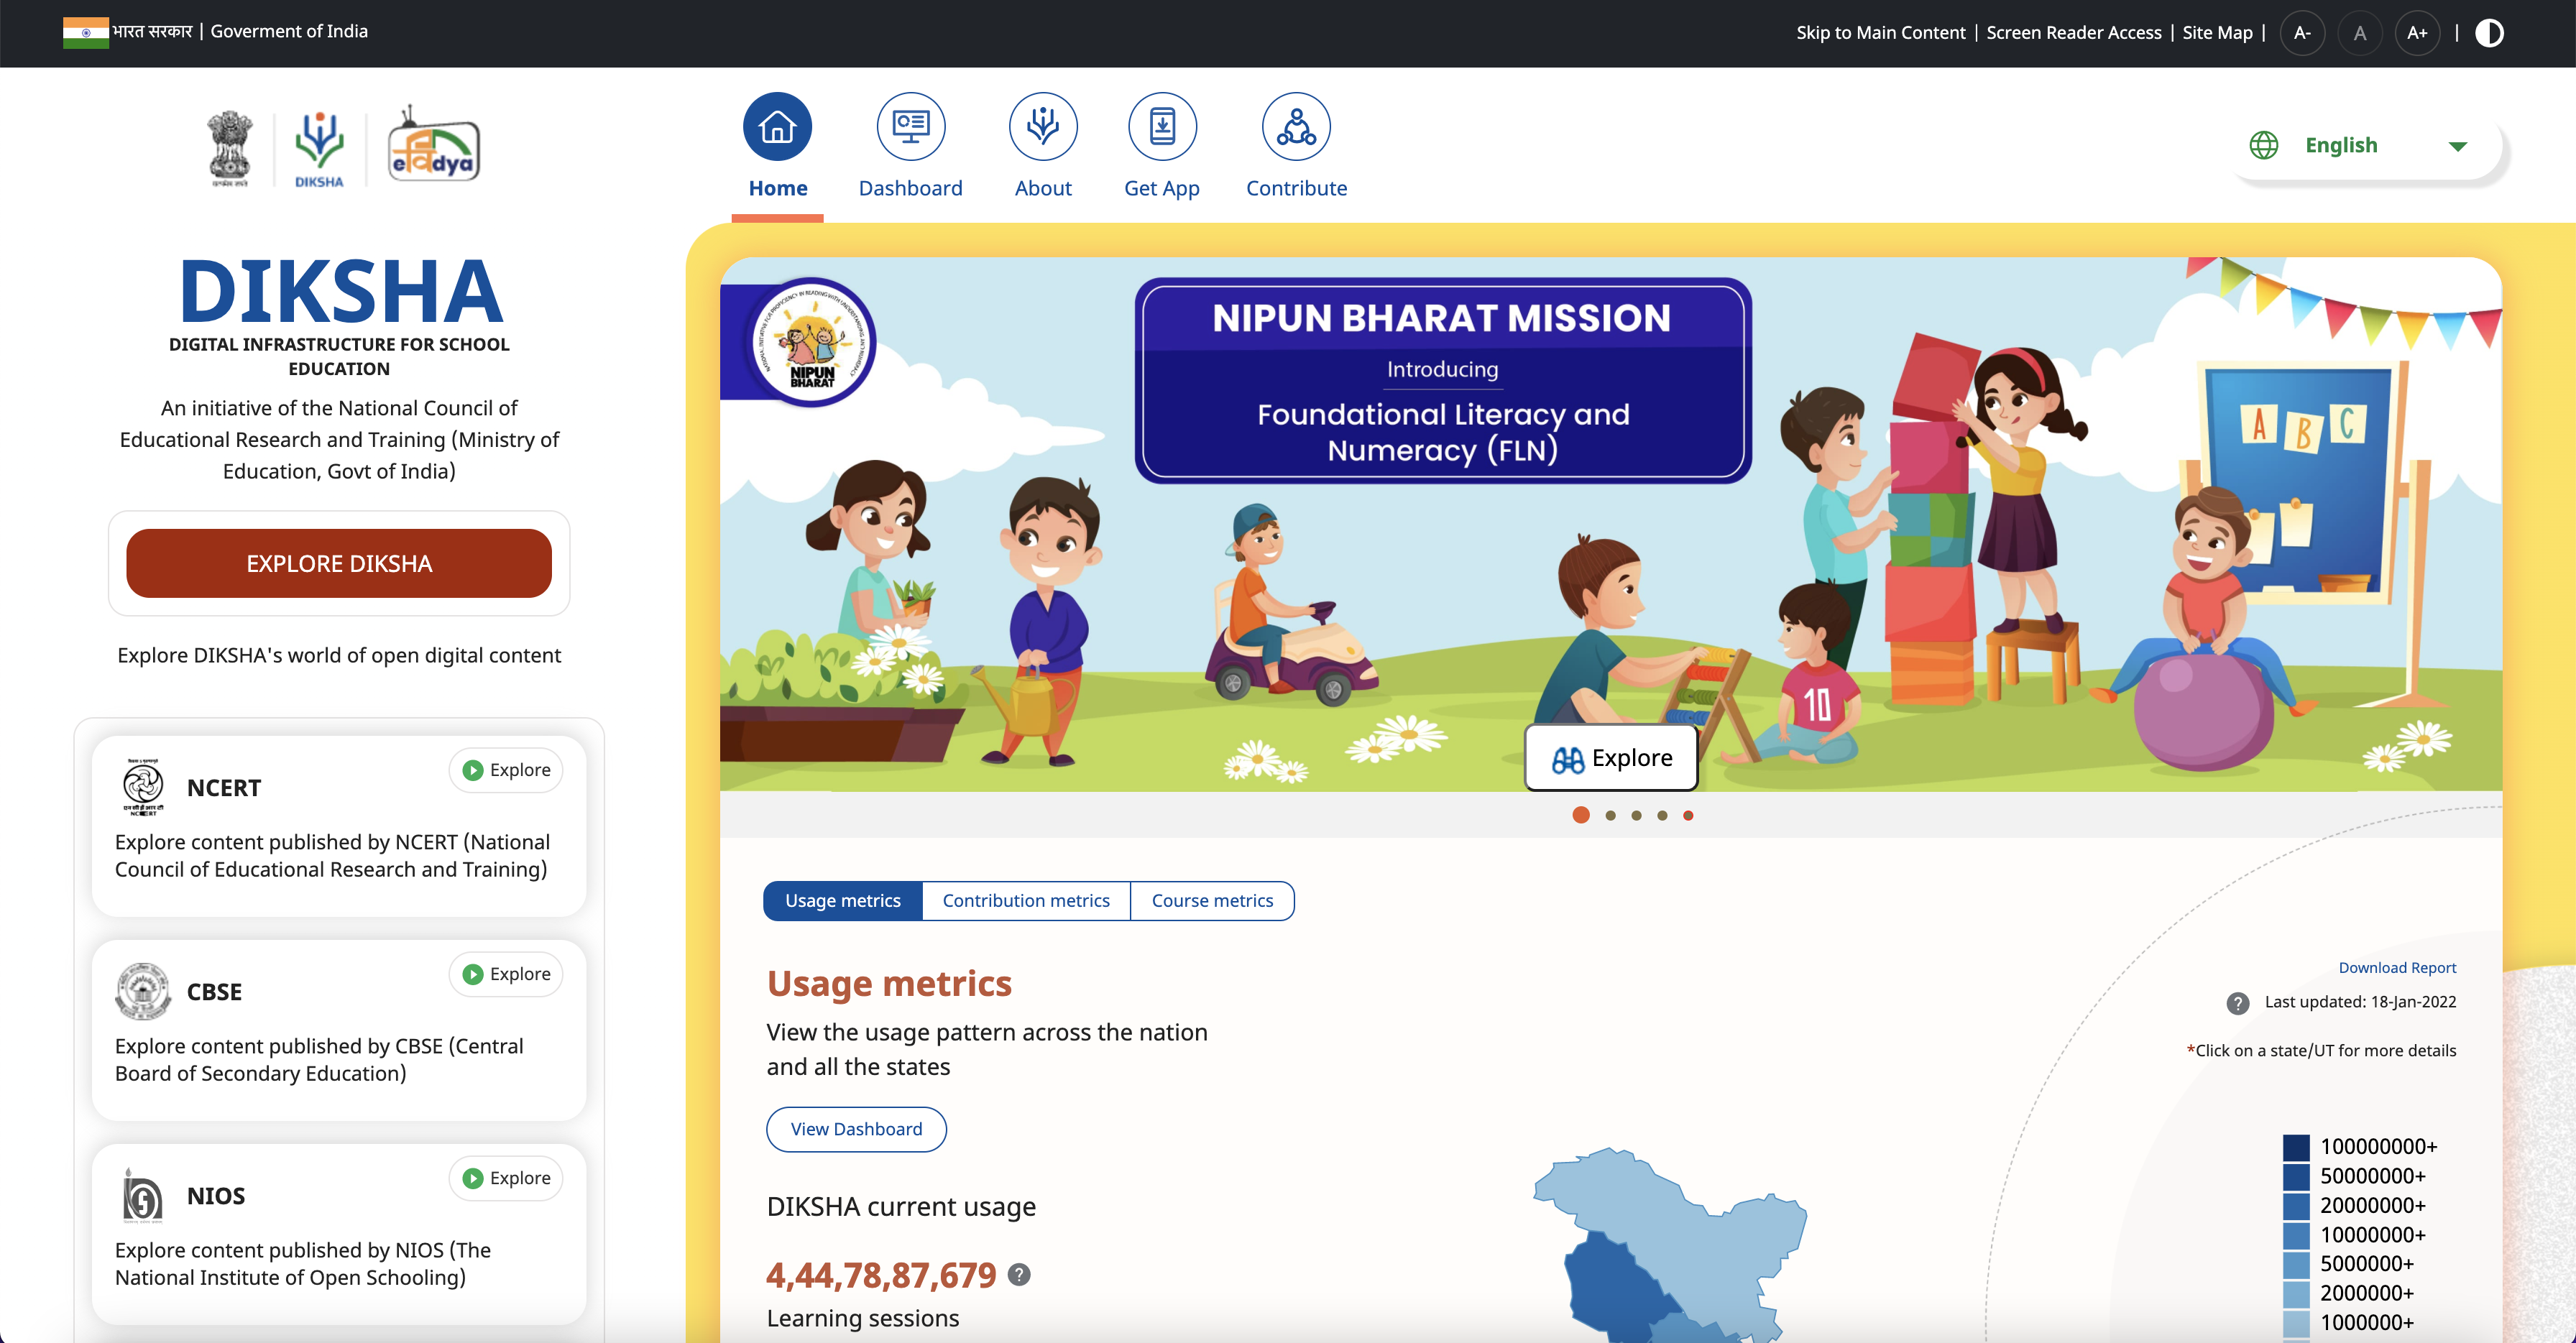 भारत सरकार | Goverment of India
Skip to Main Content | Screen Reader Access | Site Map | A- A A+ |
DIKSHA
eविdya
Home
Dashboard
About
Get App
Contribute
English
DIKSHA
DIGITAL INFRASTRUCTURE FOR SCHOOL
EDUCATION
An initiative of the National Council of
Educational Research and Training (Ministry of
Education, Govt of India)
EXPLORE DIKSHA
Explore DIKSHA's world of open digital content
NCERT
Explore
Explore content published by NCERT (National
Council of Educational Research and Training)
CBSE
Explore
Explore content published by CBSE (Central
Board of Secondary Education)
NIOS
Explore
Explore content published by NIOS (The
National Institute of Open Schooling)
NIPUN
BHARAT
NIPUN BHARAT MISSION
Introducing
Foundational Literacy and
Numeracy (FLN)
A B C
10
Explore
Usage metrics
Contribution metrics
Course metrics
Usage metrics
View the usage pattern across the nation
and all the states
View Dashboard
DIKSHA current usage
4,44,78,87,679 ?
Learning sessions
Download Report
? Last updated: 18-Jan-2022
*Click on a state/UT for more details
100000000+
50000000+
20000000+
10000000+
5000000+
2000000+
1000000+